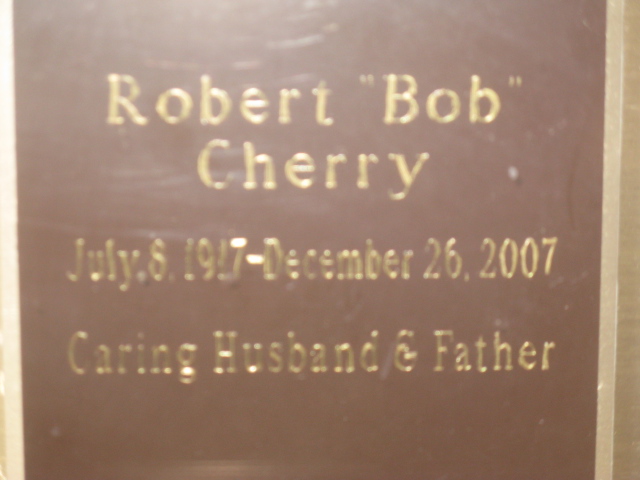 Robert "Bob"
Cherry
July 8, 1917-December 26, 2007
Caring Husband & Father